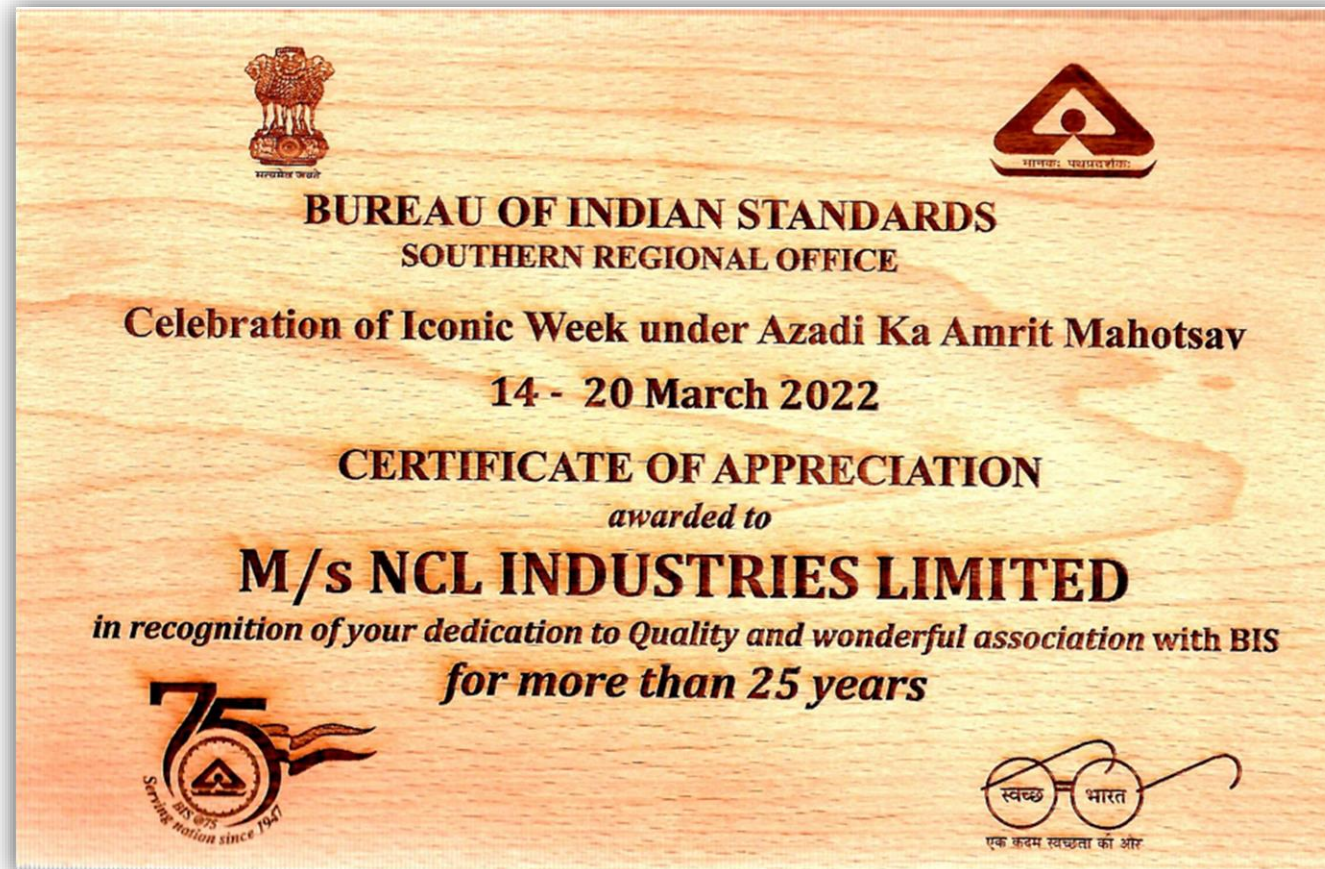 सत्यमेव जयते
मानकः पथप्रदर्शकः
BUREAU OF INDIAN STANDARDS
SOUTHERN REGIONAL OFFICE
Celebration of Iconic Week under Azadi Ka Amrit Mahotsav
14 - 20 March 2022
CERTIFICATE OF APPRECIATION
awarded to
M/s NCL INDUSTRIES LIMITED
in recognition of your dedication to Quality and wonderful association with BIS
for more than 25 years
75
BIS @75
Serving nation since 1947
स्वच्छ भारत
एक कदम स्वच्छता की ओर